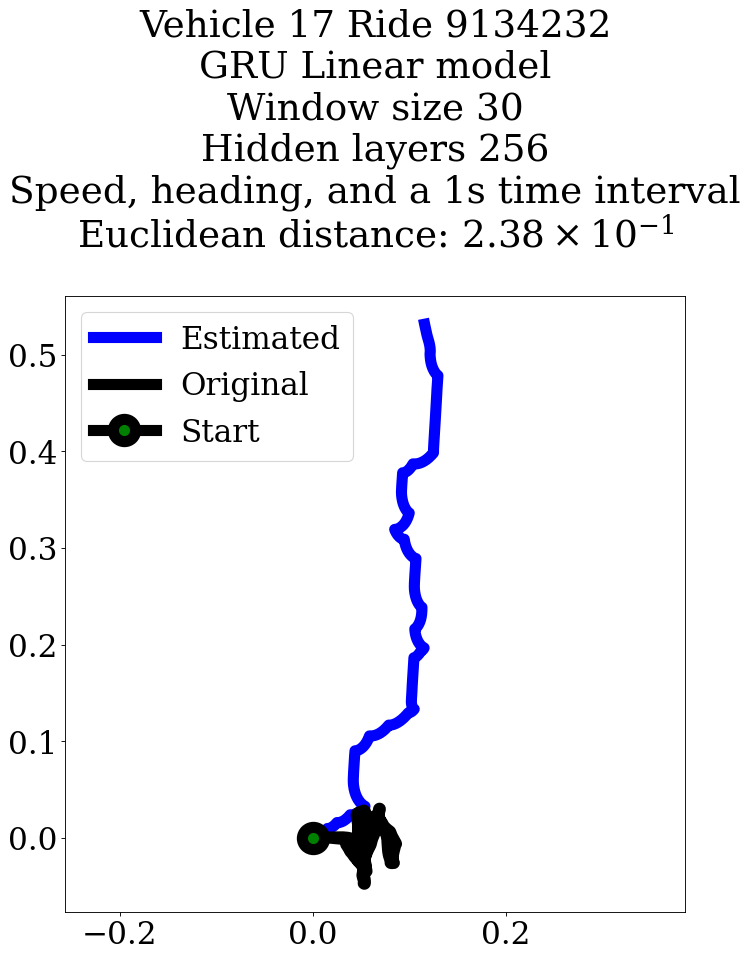 Vehicle 17 Ride 9134232
GRU Linear model
Window size 30
Hidden layers 256
Speed, heading, and a 1s time interval
Euclidean distance: 2.38 × 10⁻¹
Estimated
Original
Start
0.5
0.4
0.3
0.2
0.1
0.0
−0.2
0.0
0.2